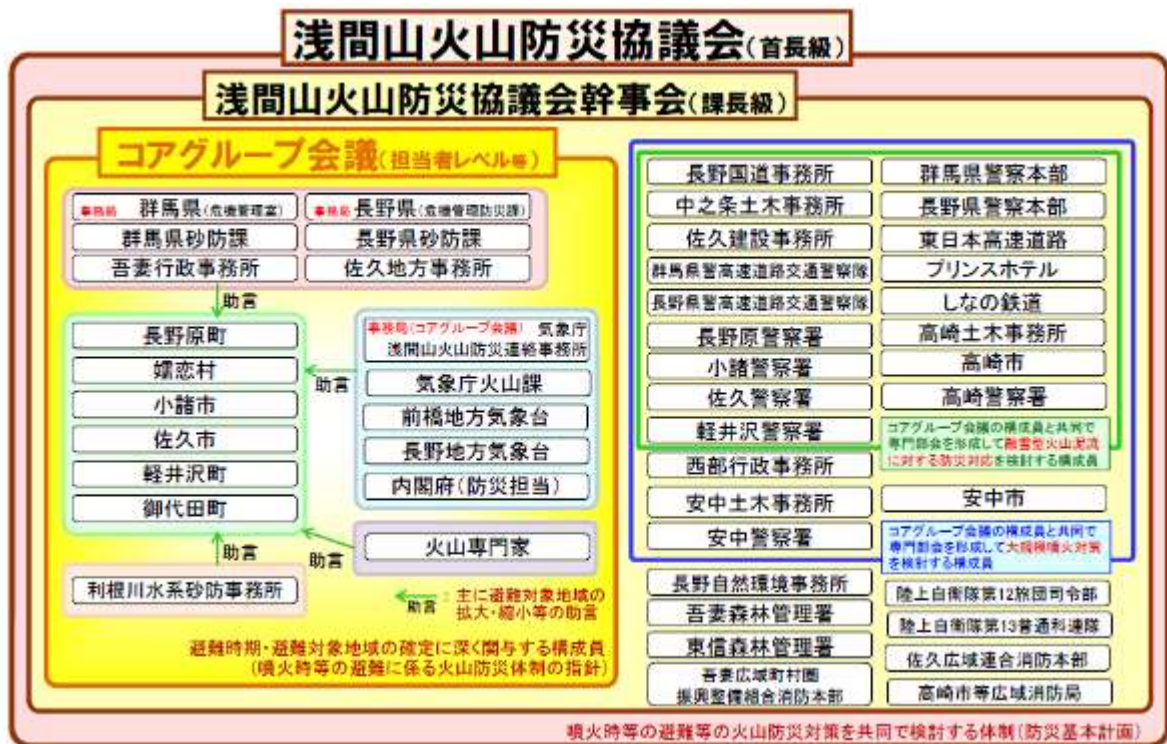 浅間山火山防災協議会(首長級)
浅間山火山防災協議会幹事会(課長級)
コアグループ会議(担当者レベル等)
事務局 群馬県(危機管理室)
群馬県砂防課
吾妻行政事務所
事務局 長野県(危機管理防災課)
長野県砂防課
佐久地方事務所
助言
長野原町
嬬恋村
小諸市
佐久市
軽井沢町
御代田町
助言
事務局(コアグループ会議) 気象庁
浅間山火山防災連絡事務所
気象庁火山課
前橋地方気象台
長野地方気象台
内閣府(防災担当)
火山専門家
助言
助言
利根川水系砂防事務所
助言
:主に避難対象地域の
拡大・縮小等の助言
避難時期・避難対象地域の確定に深く関与する構成員
(噴火時等の避難に係る火山防災体制の指針)
長野国道事務所
中之条土木事務所
佐久建設事務所
群馬県警高速道路交通警察隊
長野県警高速道路交通警察隊
長野原警察署
小諸警察署
佐久警察署
軽井沢警察署
西部行政事務所
安中土木事務所
安中警察署
長野自然環境事務所
吾妻森林管理署
東信森林管理署
吾妻広域町村圏
振興整備組合消防本部
群馬県警察本部
長野県警察本部
東日本高速道路
プリンスホテル
しなの鉄道
高崎土木事務所
高崎市
高崎警察署
コアグループ会議の構成員と共同で
専門部会を形成して融雪型火山泥流
に対する防災対応を検討する構成員
安中市
コアグループ会議の構成員と共同で
専門部会を形成して大規模噴火対策
を検討する構成員
陸上自衛隊第12旅団司令部
陸上自衛隊第13普通科連隊
佐久広域連合消防本部
高崎市等広域消防局
噴火時等の避難等の火山防災対策を共同で検討する体制(防災基本計画)